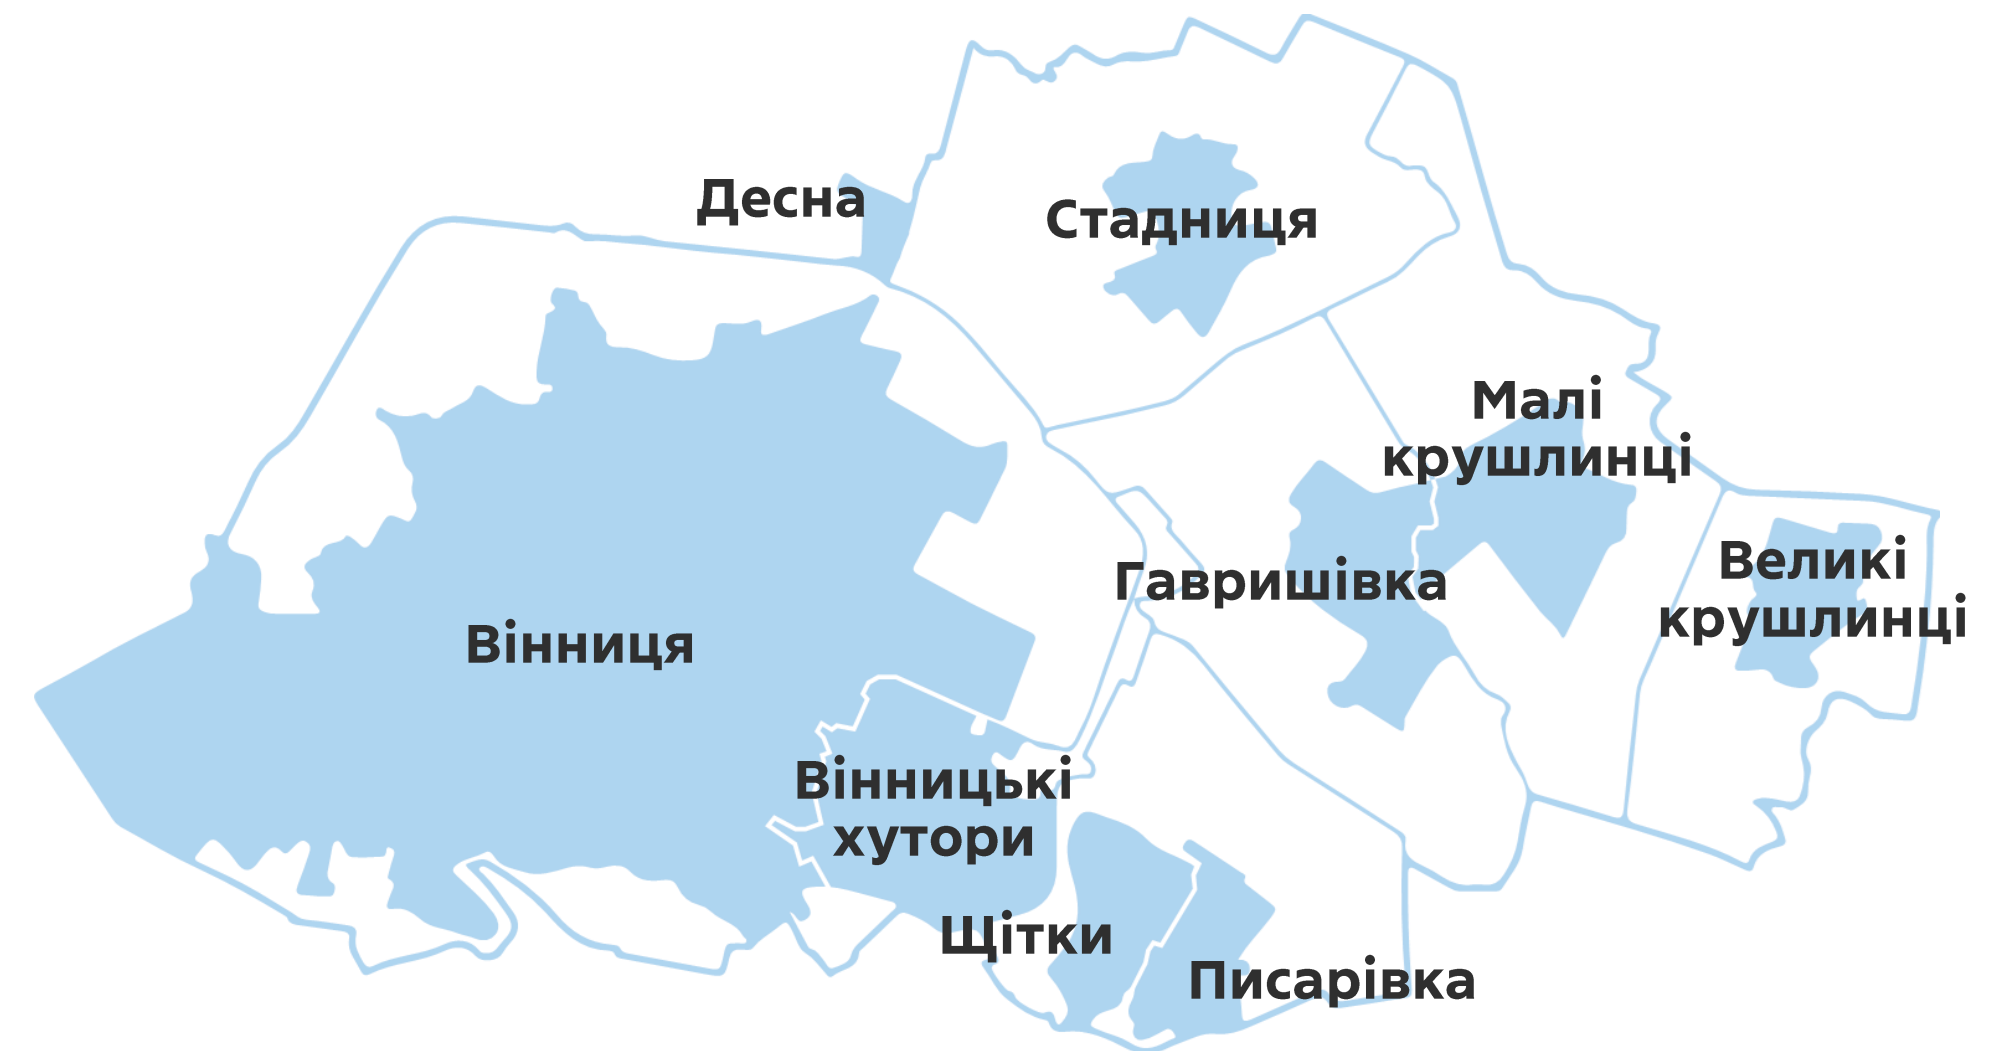 Десна
Стадниця
Малі
крушлинці
Великі
крушлинці
Гавришівка
Вінниця
Вінницькі
хутори
Щітки
Писарівка